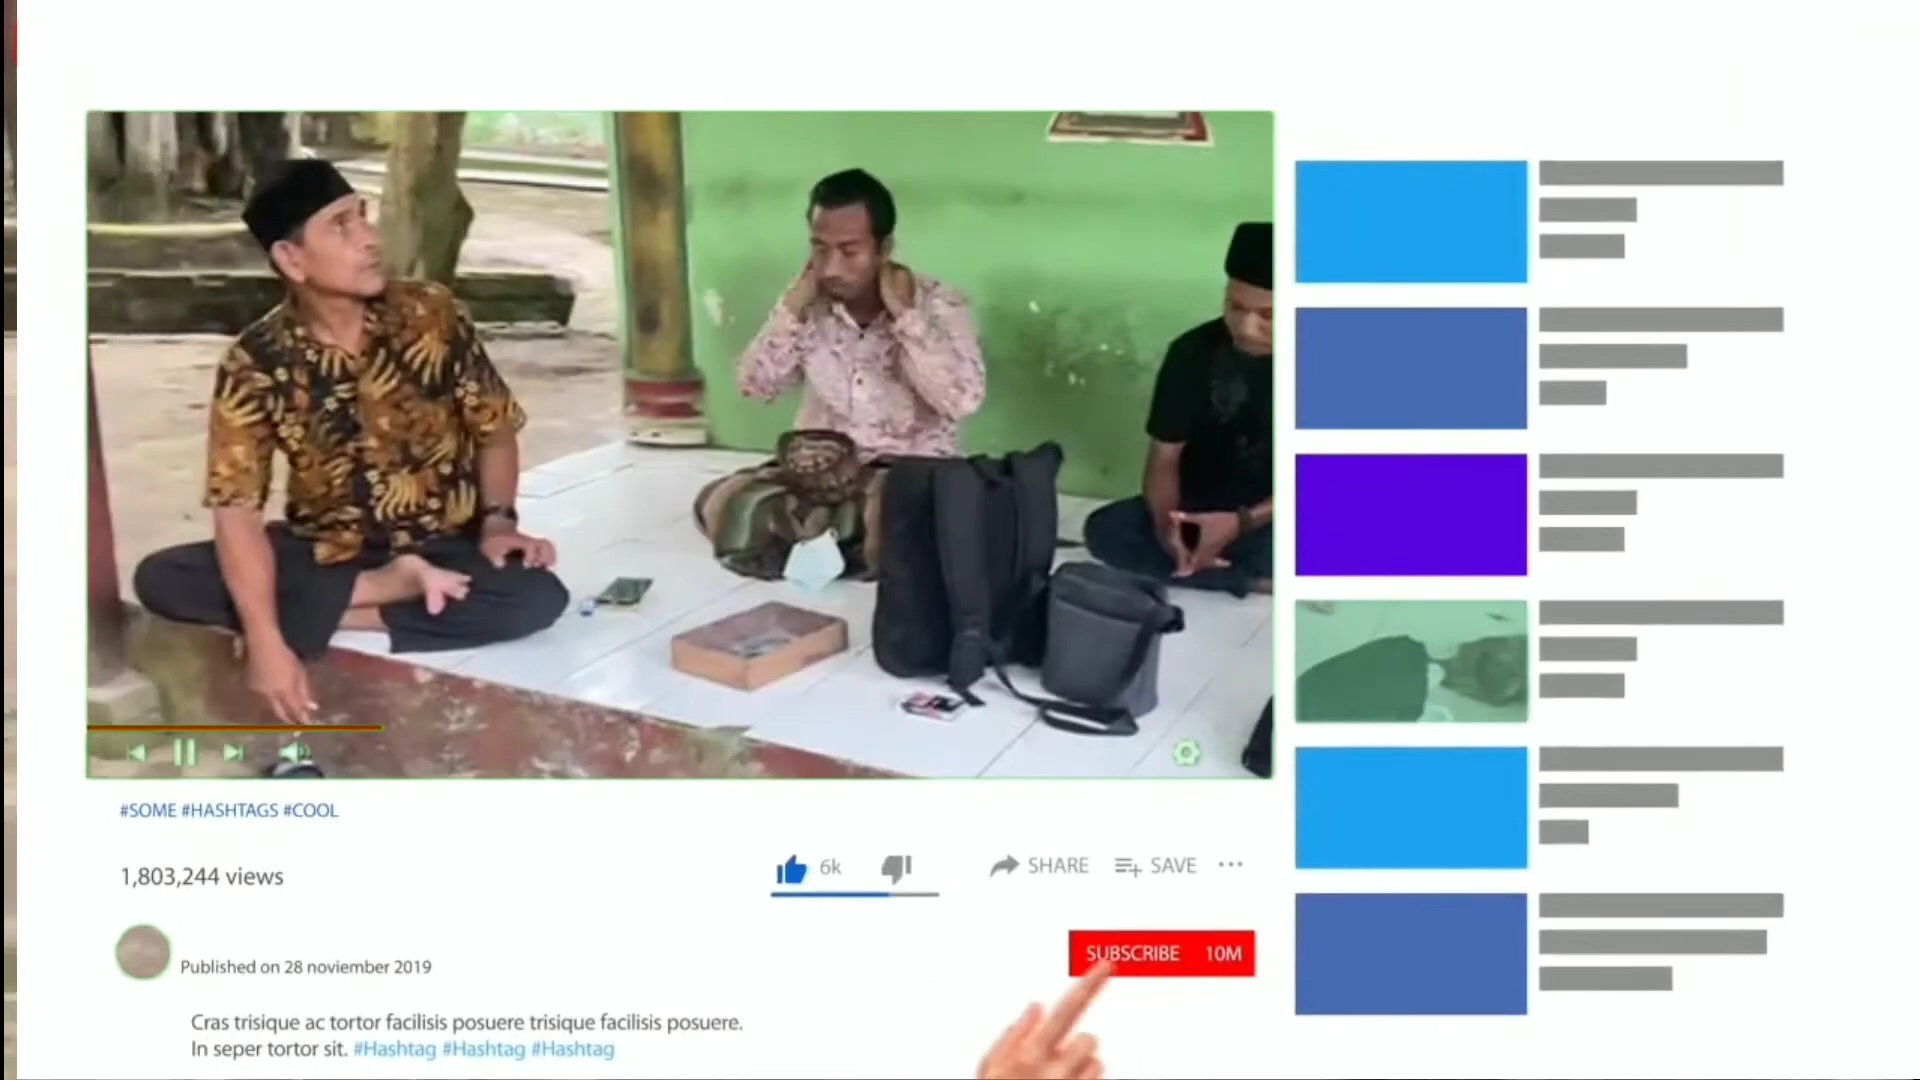 #SOME #HASHTAGS #COOL
1,803,244 views
6k
SHARE
SAVE
SUBSCRIBE 10M
Published on 28 noviember 2019
Cras trisique ac tortor facilisis posuere trisique facilisis posuere.
In seper tortor sit. #Hashtag #Hashtag #Hashtag